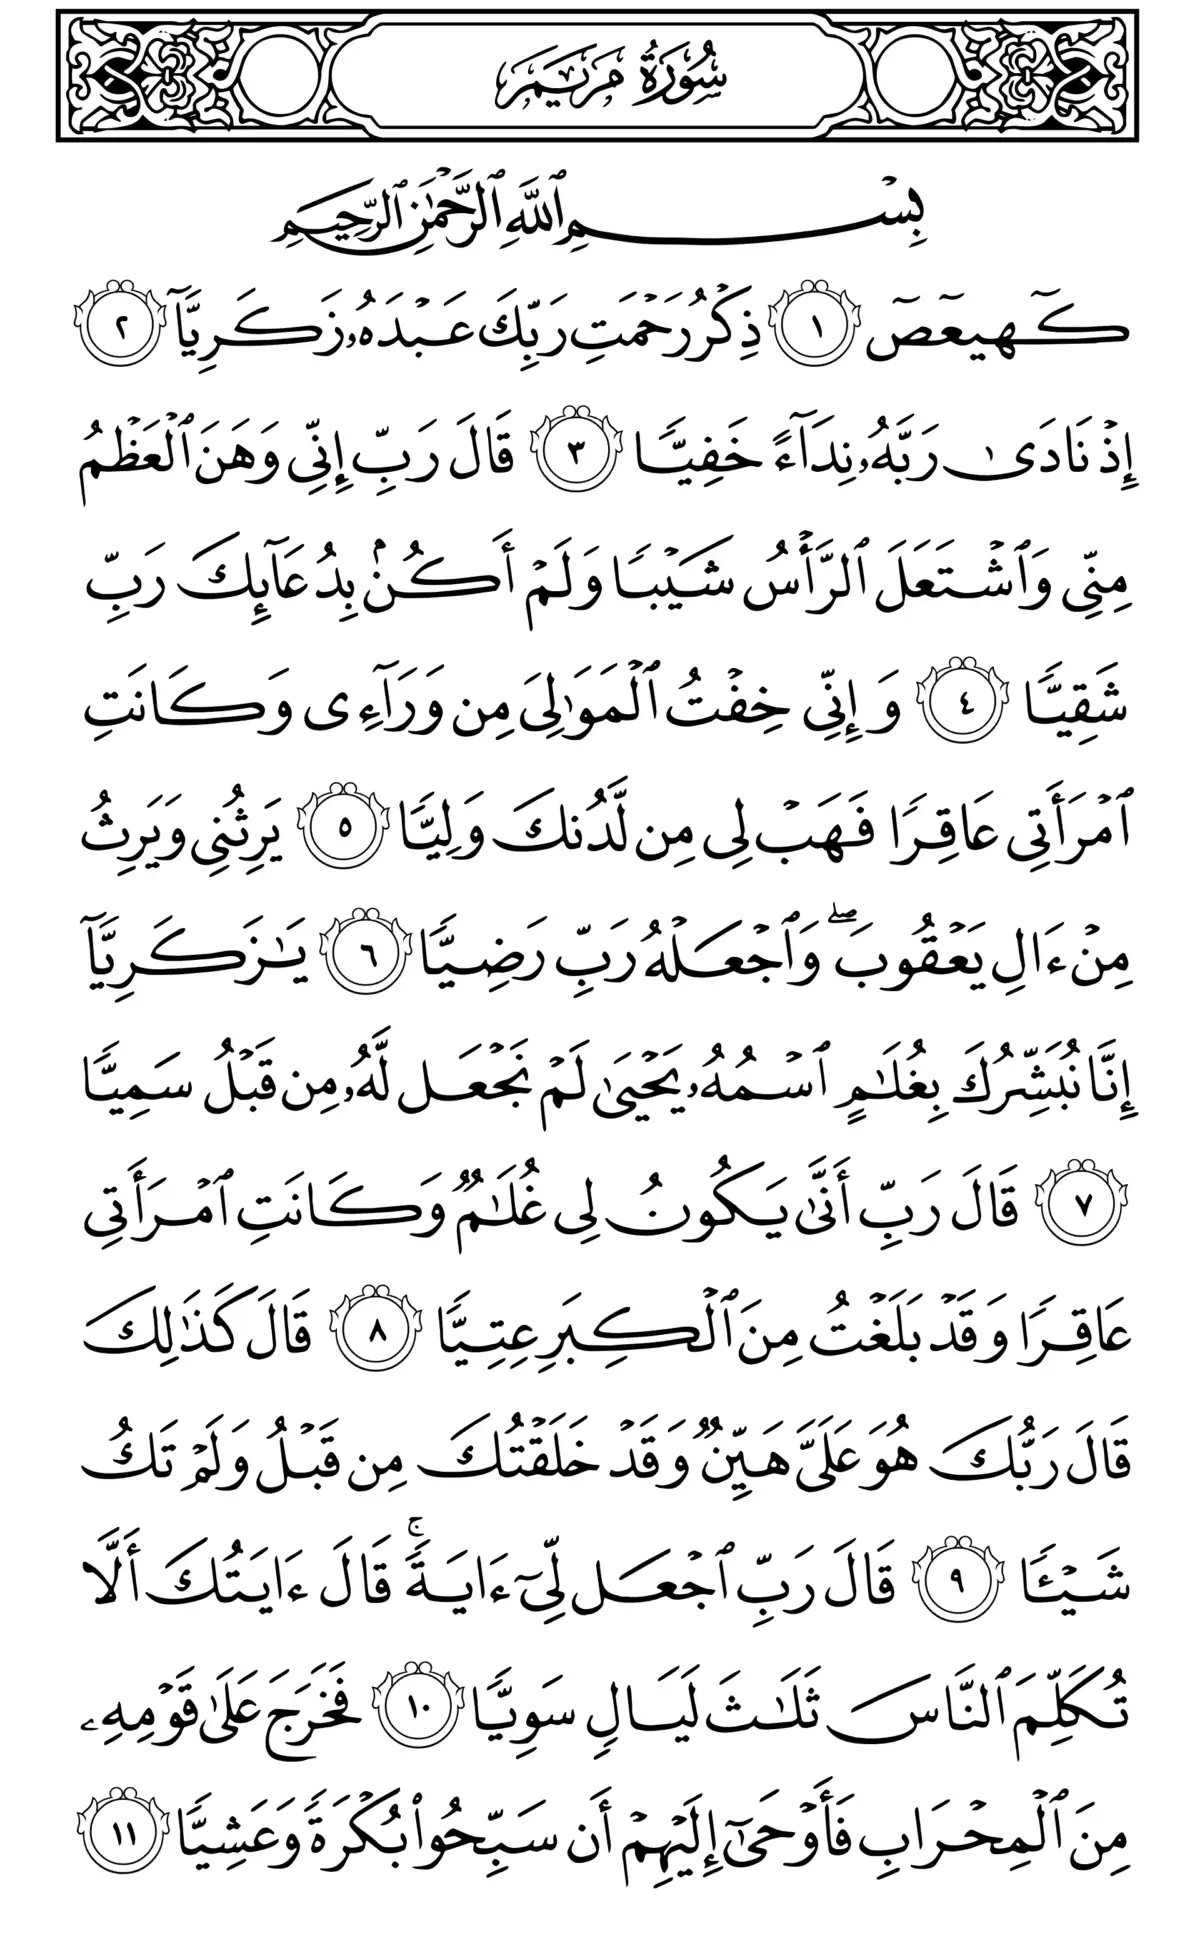 سُورَةُ مَرْيَمَ
بِسْمِ ٱللَّهِ ٱلرَّحْمَٰنِ ٱلرَّحِيمِ
كٓهيعٓصٓ ١ ذِكْرُ رَحْمَتِ رَبِّكَ عَبْدَهُۥ زَكَرِيَّآ ٢
إِذْ نَادَىٰ رَبَّهُۥ نِدَآءً خَفِيًّا ٣ قَالَ رَبِّ إِنِّى وَهَنَ ٱلْعَظْمُ
مِنِّى وَٱشْتَعَلَ ٱلرَّأْسُ شَيْبًا وَلَمْ أَكُنۢ بِدُعَآئِكَ رَبِّ
شَقِيًّا ٤ وَإِنِّى خِفْتُ ٱلْمَوَٰلِىَ مِن وَرَآءِى وَكَانَتِ
ٱمْرَأَتِى عَاقِرًا فَهَبْ لِى مِن لَّدُنكَ وَلِيًّا ٥ يَرِثُنِى وَيَرِثُ
مِنْ ءَالِ يَعْقُوبَ ۖ وَٱجْعَلْهُ رَبِّ رَضِيًّا ٦ يَٰزَكَرِيَّآ
إِنَّا نُبَشِّرُكَ بِغُلَٰمٍ ٱسْمُهُۥ يَحْيَىٰ لَمْ نَجْعَل لَّهُۥ مِن قَبْلُ سَمِيًّا
٧ قَالَ رَبِّ أَنَّىٰ يَكُونُ لِى غُلَٰمٌ وَكَانَتِ ٱمْرَأَتِى
عَاقِرًا وَقَدْ بَلَغْتُ مِنَ ٱلْكِبَرِ عِتِيًّا ٨ قَالَ كَذَٰلِكَ
قَالَ رَبُّكَ هُوَ عَلَىَّ هَيِّنٌ وَقَدْ خَلَقْتُكَ مِن قَبْلُ وَلَمْ تَكُ
شَيْـًٔا ٩ قَالَ رَبِّ ٱجْعَل لِّىٓ ءَايَةً ۚ قَالَ ءَايَتُكَ أَلَّا
تُكَلِّمَ ٱلنَّاسَ ثَلَٰثَ لَيَالٍ سَوِيًّا ١٠ فَخَرَجَ عَلَىٰ قَوْمِهِۦ
مِنَ ٱلْمِحْرَابِ فَأَوْحَىٰٓ إِلَيْهِمْ أَن سَبِّحُوا۟ بُكْرَةً وَعَشِيًّا ١١